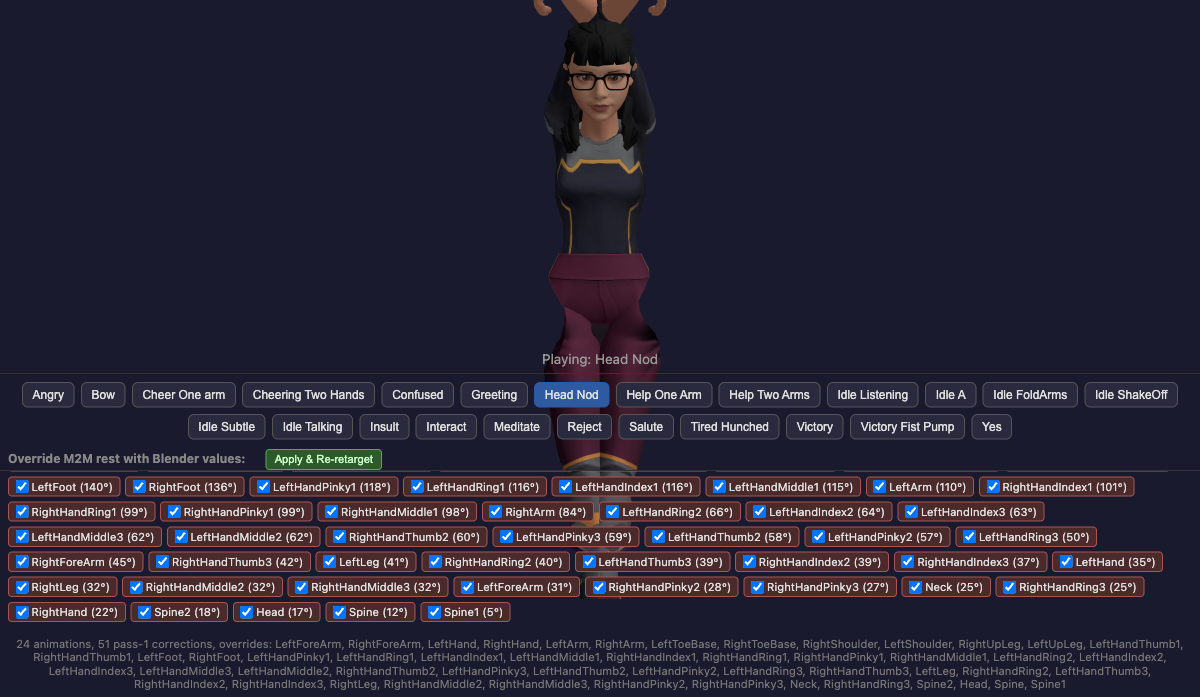 Playing: Head Nod
Angry Bow Cheer One arm Cheering Two Hands Confused Greeting Head Nod Help One Arm Help Two Arms Idle Listening Idle A Idle FoldArms Idle ShakeOff
Idle Subtle Idle Talking Insult Interact Meditate Reject Salute Tired Hunched Victory Victory Fist Pump Yes
Override M2M rest with Blender values: Apply & Re-retarget
LeftFoot (140°) RightFoot (136°) LeftHandPinky1 (118°) LeftHandRing1 (116°) LeftHandIndex1 (116°) LeftHandMiddle1 (115°) LeftArm (110°) RightHandIndex1 (101°)
RightHandRing1 (99°) RightHandPinky1 (99°) RightHandMiddle1 (98°) RightArm (84°) LeftHandRing2 (66°) LeftHandIndex2 (64°) LeftHandIndex3 (63°)
LeftHandMiddle3 (62°) LeftHandMiddle2 (62°) RightHandThumb2 (60°) LeftHandPinky3 (59°) LeftHandThumb2 (58°) LeftHandPinky2 (57°) LeftHandRing3 (50°)
RightForeArm (45°) RightHandThumb3 (42°) LeftLeg (41°) RightHandRing2 (40°) LeftHandThumb3 (39°) RightHandIndex2 (39°) RightHandIndex3 (37°) LeftHand (35°)
RightLeg (32°) RightHandMiddle2 (32°) RightHandMiddle3 (32°) LeftForeArm (31°) RightHandPinky2 (28°) RightHandPinky3 (27°) Neck (25°) RightHandRing3 (25°)
RightHand (22°) Spine2 (18°) Head (17°) Spine (12°) Spine1 (5°)
24 animations, 51 pass-1 corrections, overrides: LeftForeArm, RightForeArm, LeftHand, RightHand, LeftArm, RightArm, LeftToeBase, RightToeBase, RightShoulder, LeftShoulder, RightUpLeg, LeftUpLeg, LeftHandThumb1,
RightHandThumb1, LeftFoot, RightFoot, LeftHandPinky1, LeftHandRing1, LeftHandIndex1, LeftHandMiddle1, RightHandIndex1, RightHandRing1, RightHandPinky1, RightHandMiddle1, LeftHandRing2, LeftHandIndex2,
LeftHandIndex3, LeftHandMiddle3, LeftHandMiddle2, RightHandThumb2, LeftHandPinky3, LeftHandThumb2, LeftHandPinky2, LeftHandRing3, RightHandThumb3, LeftLeg, RightHandRing2, LeftHandThumb3,
RightHandIndex2, RightHandIndex3, RightLeg, RightHandMiddle2, RightHandMiddle3, RightHandPinky2, RightHandPinky3, Neck, RightHandRing3, Spine2, Head, Spine, Spine1